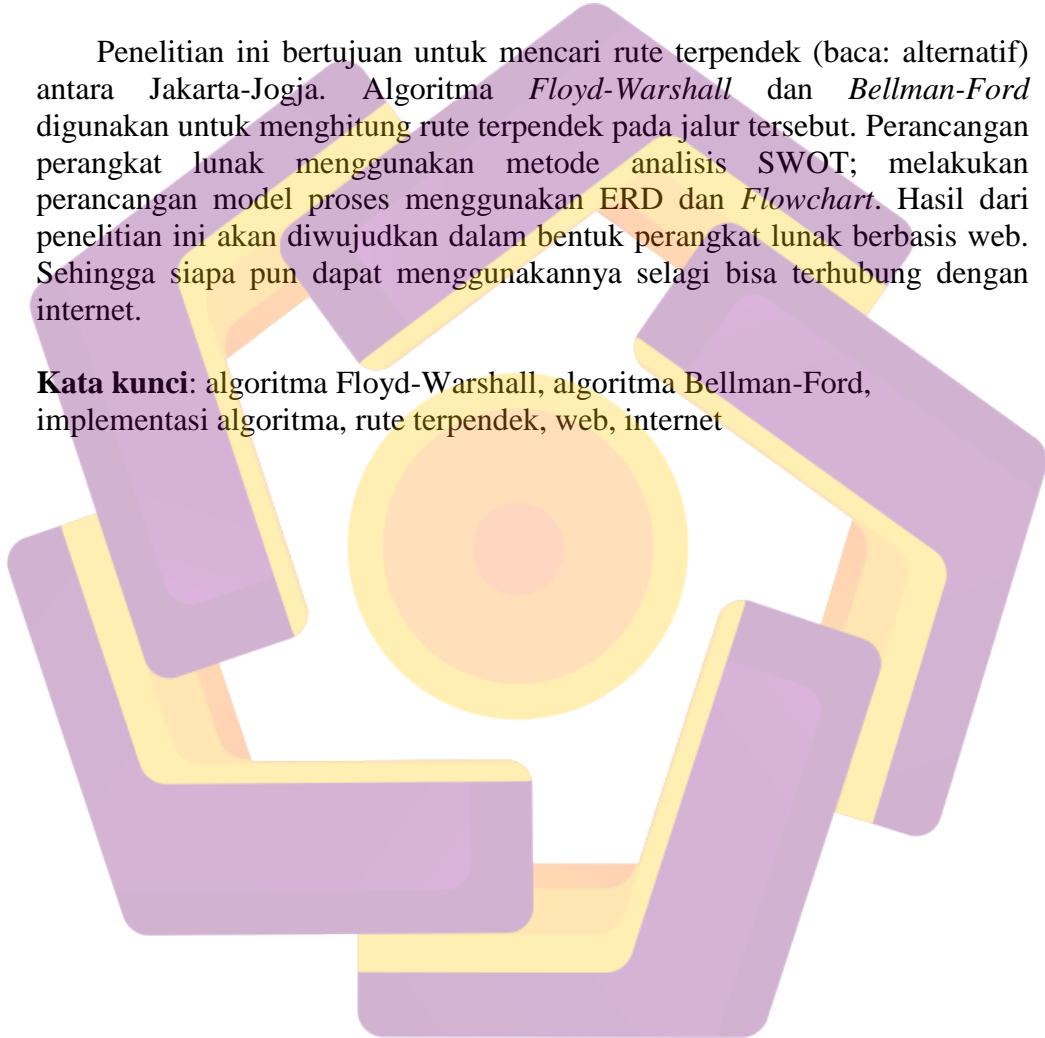 Penelitian ini bertujuan untuk mencari rute terpendek (baca: alternatif)
antara Jakarta-Jogja. Algoritma Floyd-Warshall dan Bellman-Ford
digunakan untuk menghitung rute terpendek pada jalur tersebut. Perancangan
perangkat lunak menggunakan metode analisis SWOT; melakukan
perancangan model proses menggunakan ERD dan Flowchart. Hasil dari
penelitian ini akan diwujudkan dalam bentuk perangkat lunak berbasis web.
Sehingga siapa pun dapat menggunakannya selagi bisa terhubung dengan
internet.
Kata kunci: algoritma Floyd-Warshall, algoritma Bellman-Ford,
implementasi algoritma, rute terpendek, web, internet